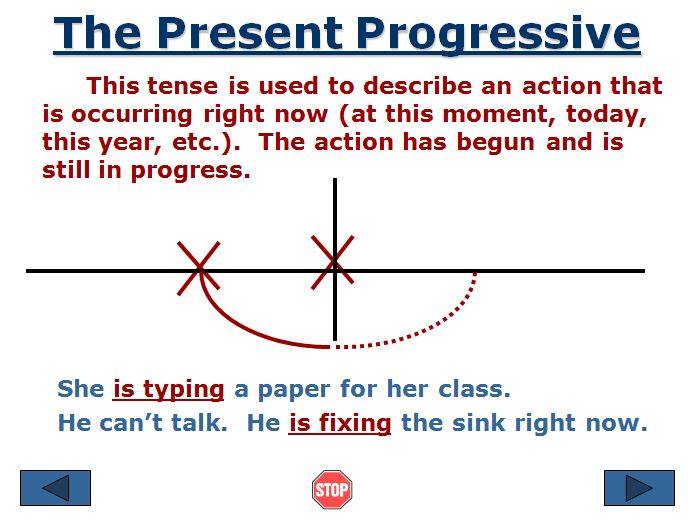 The Present Progressive
This tense is used to describe an action that
is occurring right now (at this moment, today,
this year, etc.).  The action has begun and is
still in progress.
She is typing a paper for her class.
He can’t talk.  He is fixing the sink right now.
STOP